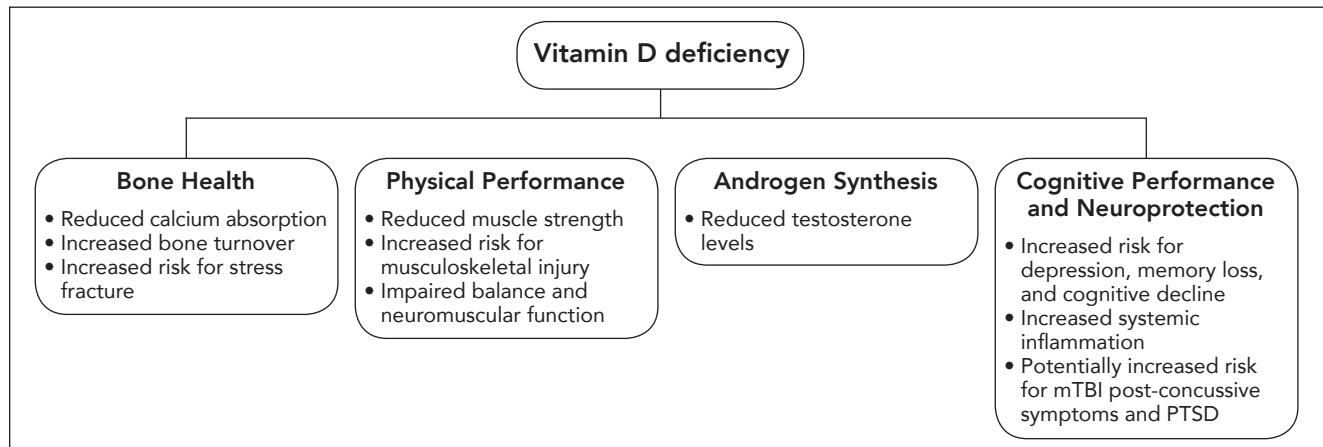 Vitamin D deficiency
Bone Health
• Reduced calcium absorption
• Increased bone turnover
• Increased risk for stress
fracture
Physical Performance
• Reduced muscle strength
• Increased risk for
musculoskeletal injury
• Impaired balance and
neuromuscular function
Androgen Synthesis
• Reduced testosterone
levels
Cognitive Performance
and Neuroprotection
• Increased risk for
depression, memory loss,
and cognitive decline
• Increased systemic
inflammation
• Potentially increased risk
for mTBI post-concussive
symptoms and PTSD